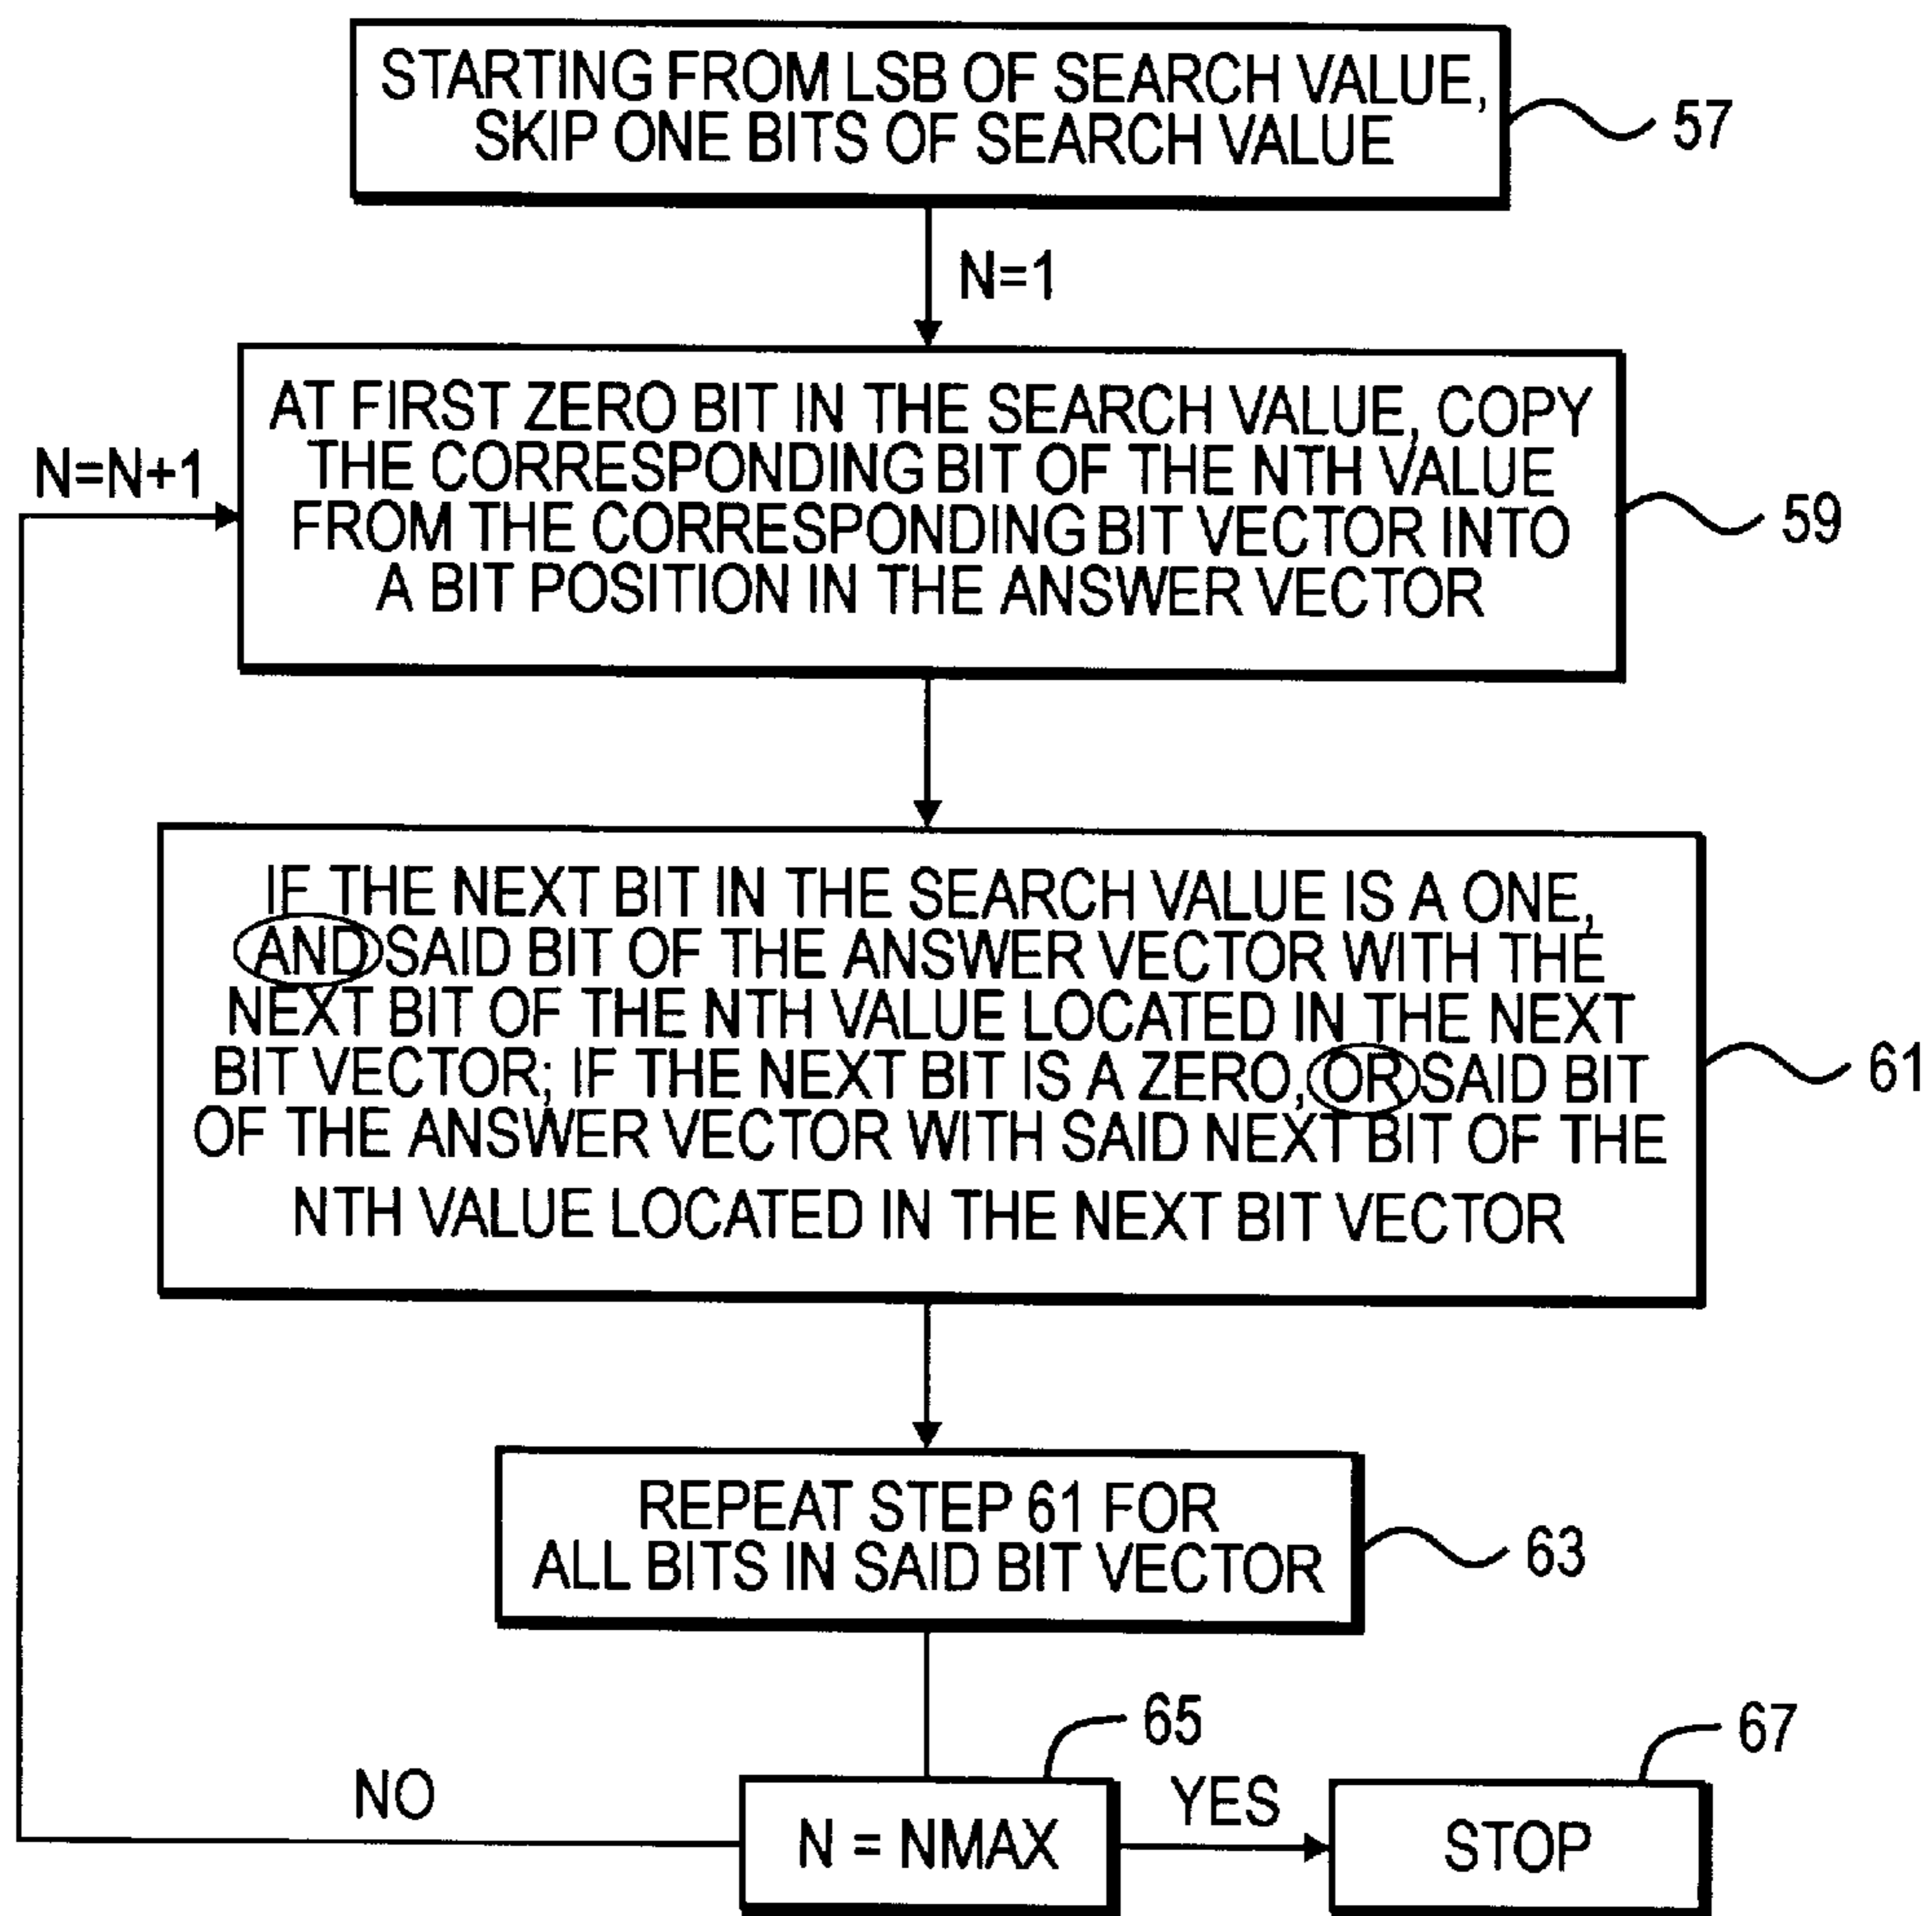 STARTING FROM LSB OF SEARCH VALUE,
SKIP ONE BITS OF SEARCH VALUE
57
N=1
AT FIRST ZERO BIT IN THE SEARCH VALUE, COPY
THE CORRESPONDING BIT OF THE NTH VALUE
FROM THE CORRESPONDING BIT VECTOR INTO
A BIT POSITION IN THE ANSWER VECTOR
N=N+1
59
IF THE NEXT BIT IN THE SEARCH VALUE IS A ONE,
AND SAID BIT OF THE ANSWER VECTOR WITH THE
NEXT BIT OF THE NTH VALUE LOCATED IN THE NEXT
BIT VECTOR; IF THE NEXT BIT IS A ZERO, OR SAID BIT
OF THE ANSWER VECTOR WITH SAID NEXT BIT OF THE
NTH VALUE LOCATED IN THE NEXT BIT VECTOR
61
REPEAT STEP 61 FOR
ALL BITS IN SAID BIT VECTOR
63
65
67
NO
N = NMAX
YES
STOP